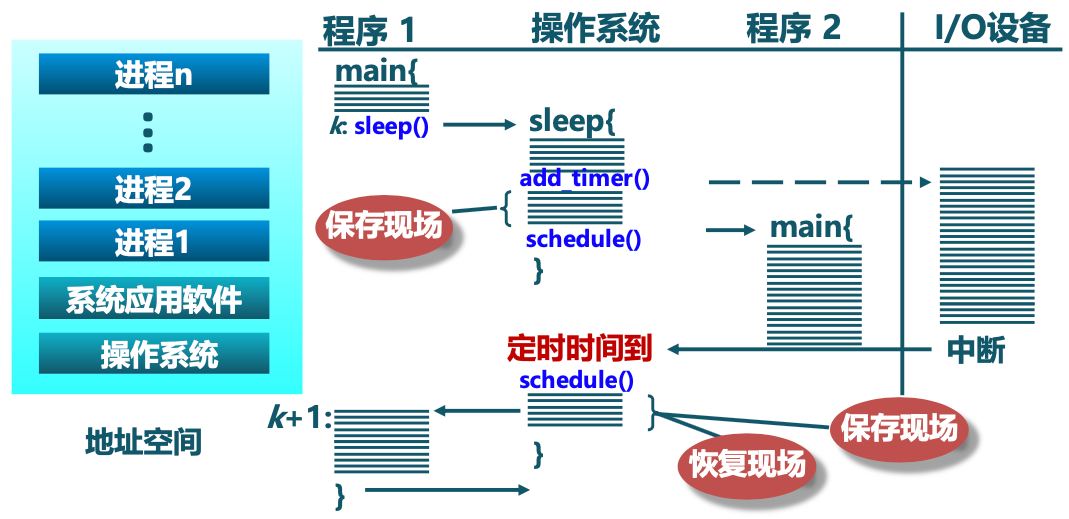 程序 1
操作系统
程序 2
I/O设备
进程n
进程2
进程1
系统应用软件
操作系统
地址空间
main{
k: sleep()
sleep{
add_timer()
保存现场
schedule()
}
main{
定时时间到
中断
schedule()
k+1:
保存现场
恢复现场
}
}